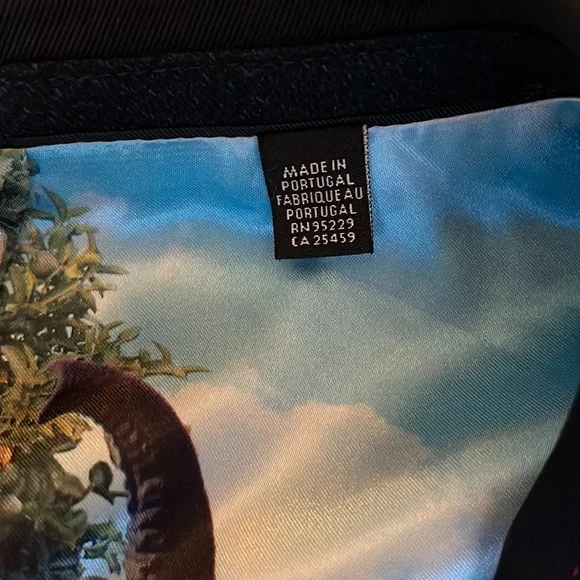 MADE IN
PORTUGAL
FABRIQUE AU
PORTUGAL
RN 95229
CA 25459